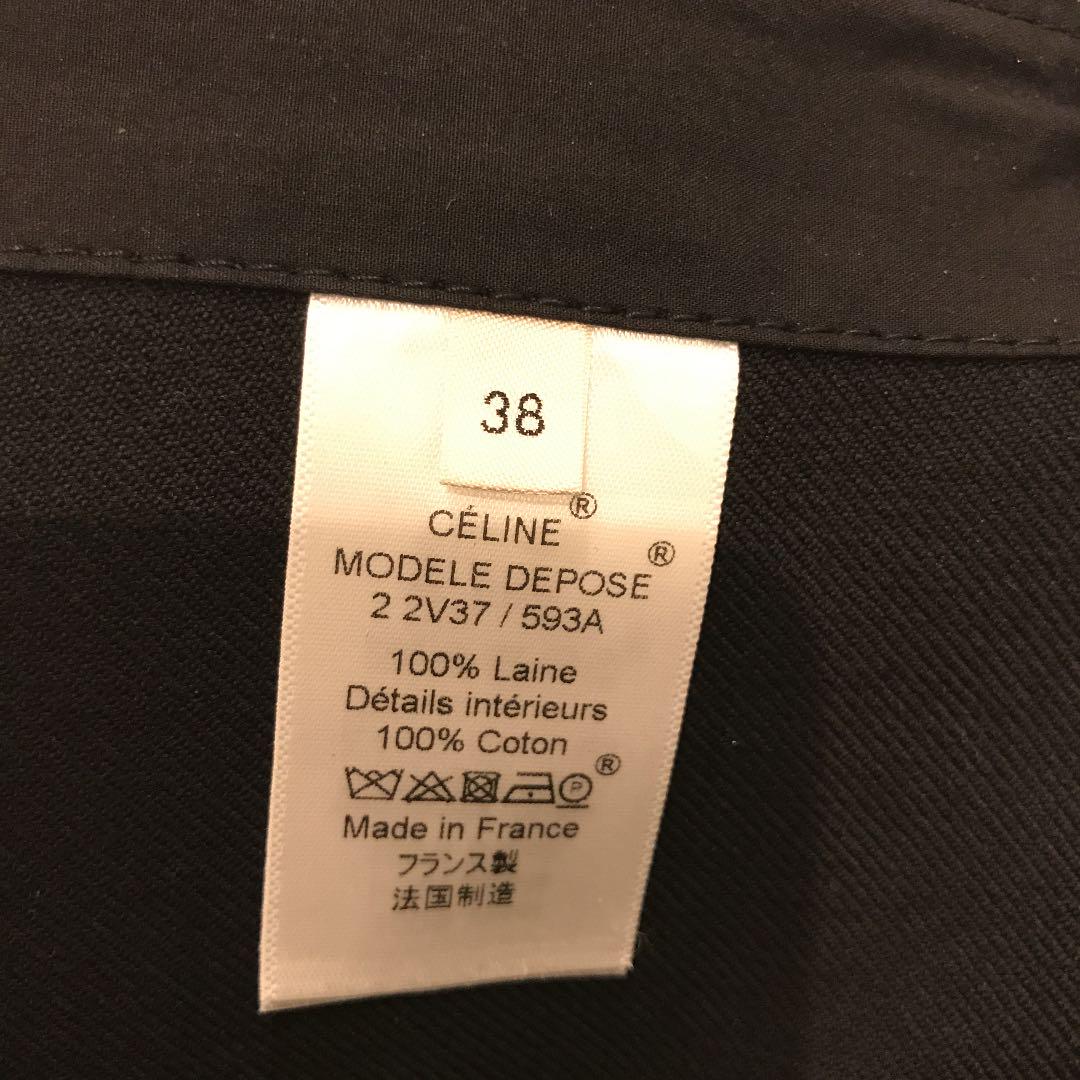 38
CÉLINE®
MODELE DEPOSE®
2 2V37 / 593A
100% Laine
Détails intérieurs
100% Coton
P ®
Made in France
フランス製
法国制造